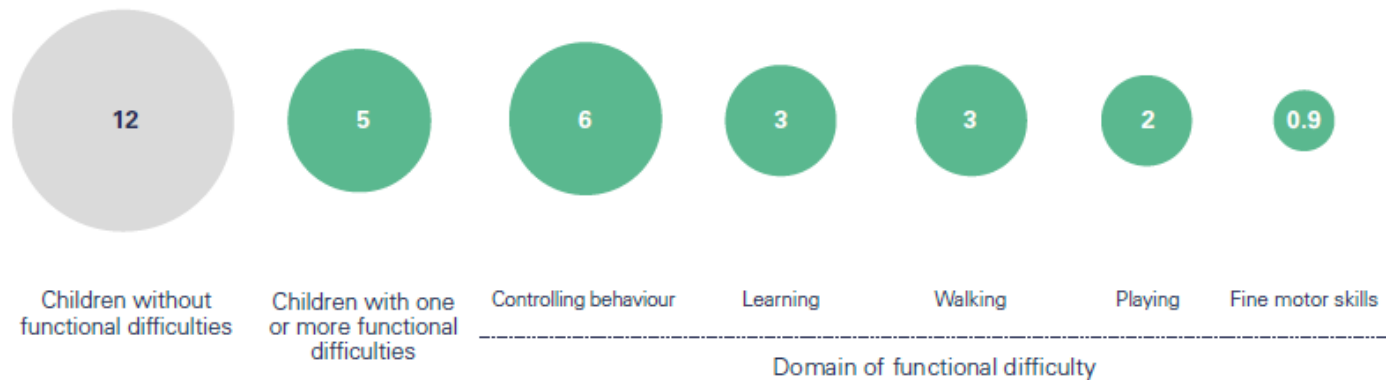 12
5
6
3
3
2
0.9
Children without
functional difficulties
Children with one
or more functional
difficulties
Controlling behaviour
Learning
Walking
Playing
Fine motor skills
Domain of functional difficulty